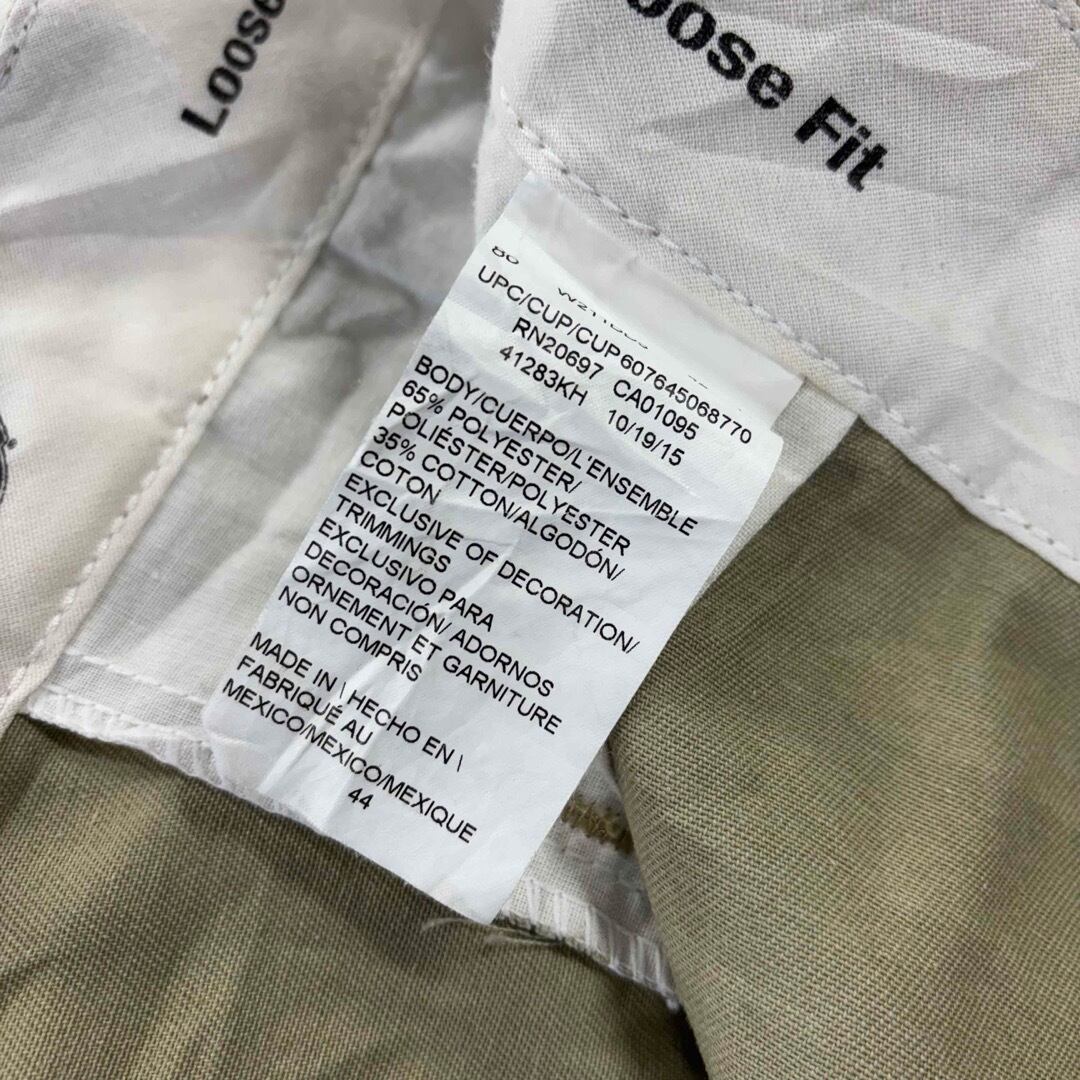 Loose
oose Fit
80
UPC/CUP/CUP607645068770
RN20697 CA01095
41283KH 10/19/15
BODY/CUERPO/L'ENSEMBLE
65% POLYESTER/
POLIÉSTER/POLYESTER
35% COTTON/ALGODÓN/
COTON
EXCLUSIVE OF DECORATION/
TRIMMINGS
EXCLUSIVO PARA
DECORACIÓN/ ADORNOS
ORNEMENT ET GARNITURE
NON COMPRIS
MADE IN \ HECHO EN \
FABRIQUÉ AU
MEXICO/MEXICO/MEXIQUE
44